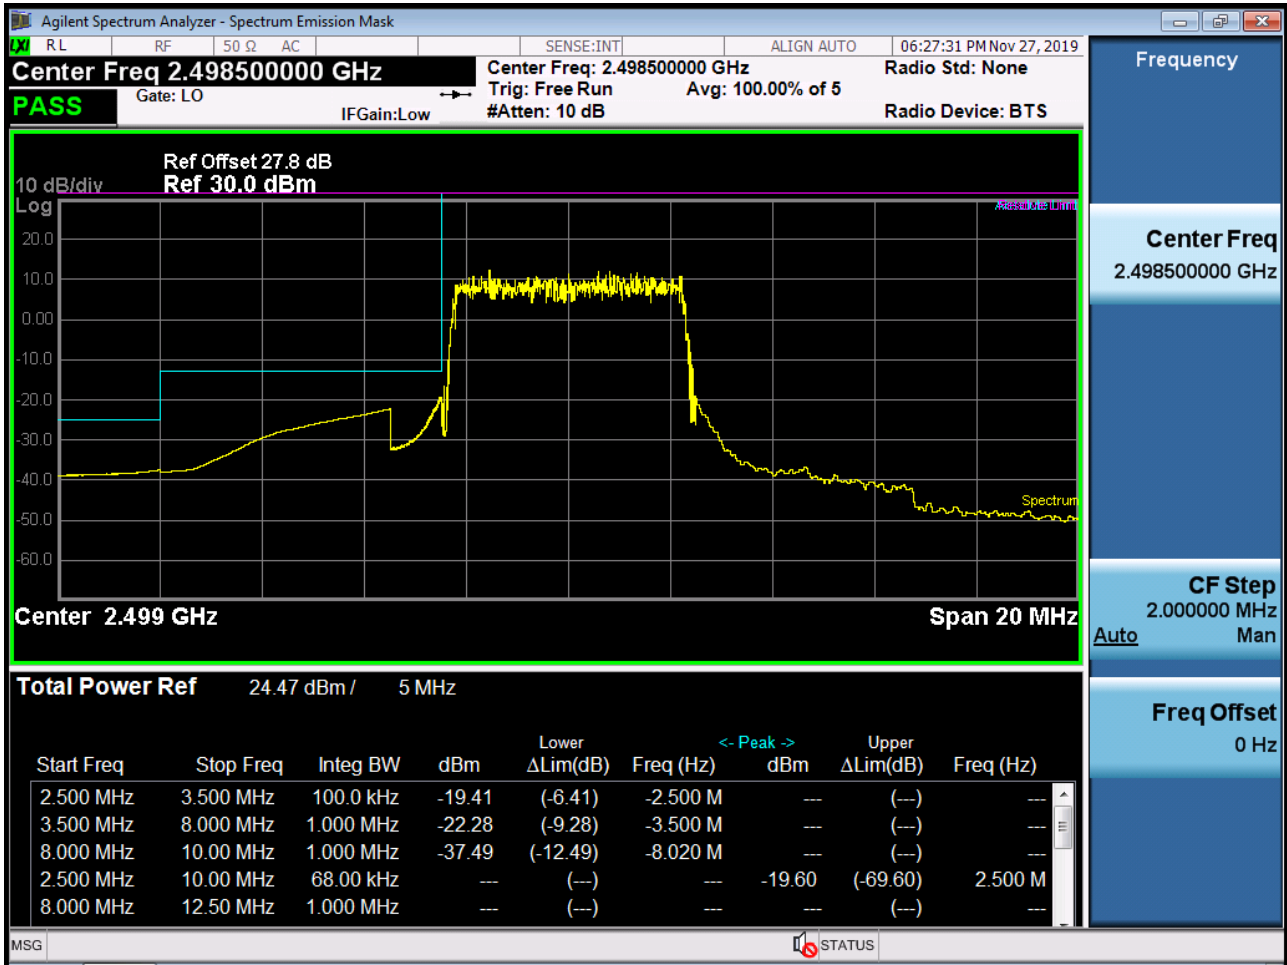 Agilent Spectrum Analyzer - Spectrum Emission Mask
LXI RL RF 50 Ω AC SENSE:INT ALIGN AUTO 06:27:31 PM Nov 27, 2019
Center Freq 2.498500000 GHz
PASS
Gate: LO
IFGain:Low
Center Freq: 2.498500000 GHz
Trig: Free Run Avg: 100.00% of 5
#Atten: 10 dB
Radio Std: None
Radio Device: BTS
Ref Offset 27.8 dB
10 dB/div Ref 30.0 dBm
Log
20.0
10.0
0.00
-10.0
-20.0
-30.0
-40.0
-50.0
-60.0
Spectrum
Center 2.499 GHz Span 20 MHz
Total Power Ref 24.47 dBm / 5 MHz
Lower <- Peak -> Upper
Start Freq Stop Freq Integ BW dBm ΔLim(dB) Freq (Hz) dBm ΔLim(dB) Freq (Hz)
2.500 MHz 3.500 MHz 100.0 kHz -19.41 (-6.41) -2.500 M --- (---) ---
3.500 MHz 8.000 MHz 1.000 MHz -22.28 (-9.28) -3.500 M --- (---) ---
8.000 MHz 10.00 MHz 1.000 MHz -37.49 (-12.49) -8.020 M --- (---) ---
2.500 MHz 10.00 MHz 68.00 kHz --- (---) --- -19.60 (-69.60) 2.500 M
8.000 MHz 12.50 MHz 1.000 MHz --- (---) --- --- (---) ---
MSG STATUS
Frequency
Center Freq
2.498500000 GHz
CF Step
2.000000 MHz
Auto Man
Freq Offset
0 Hz